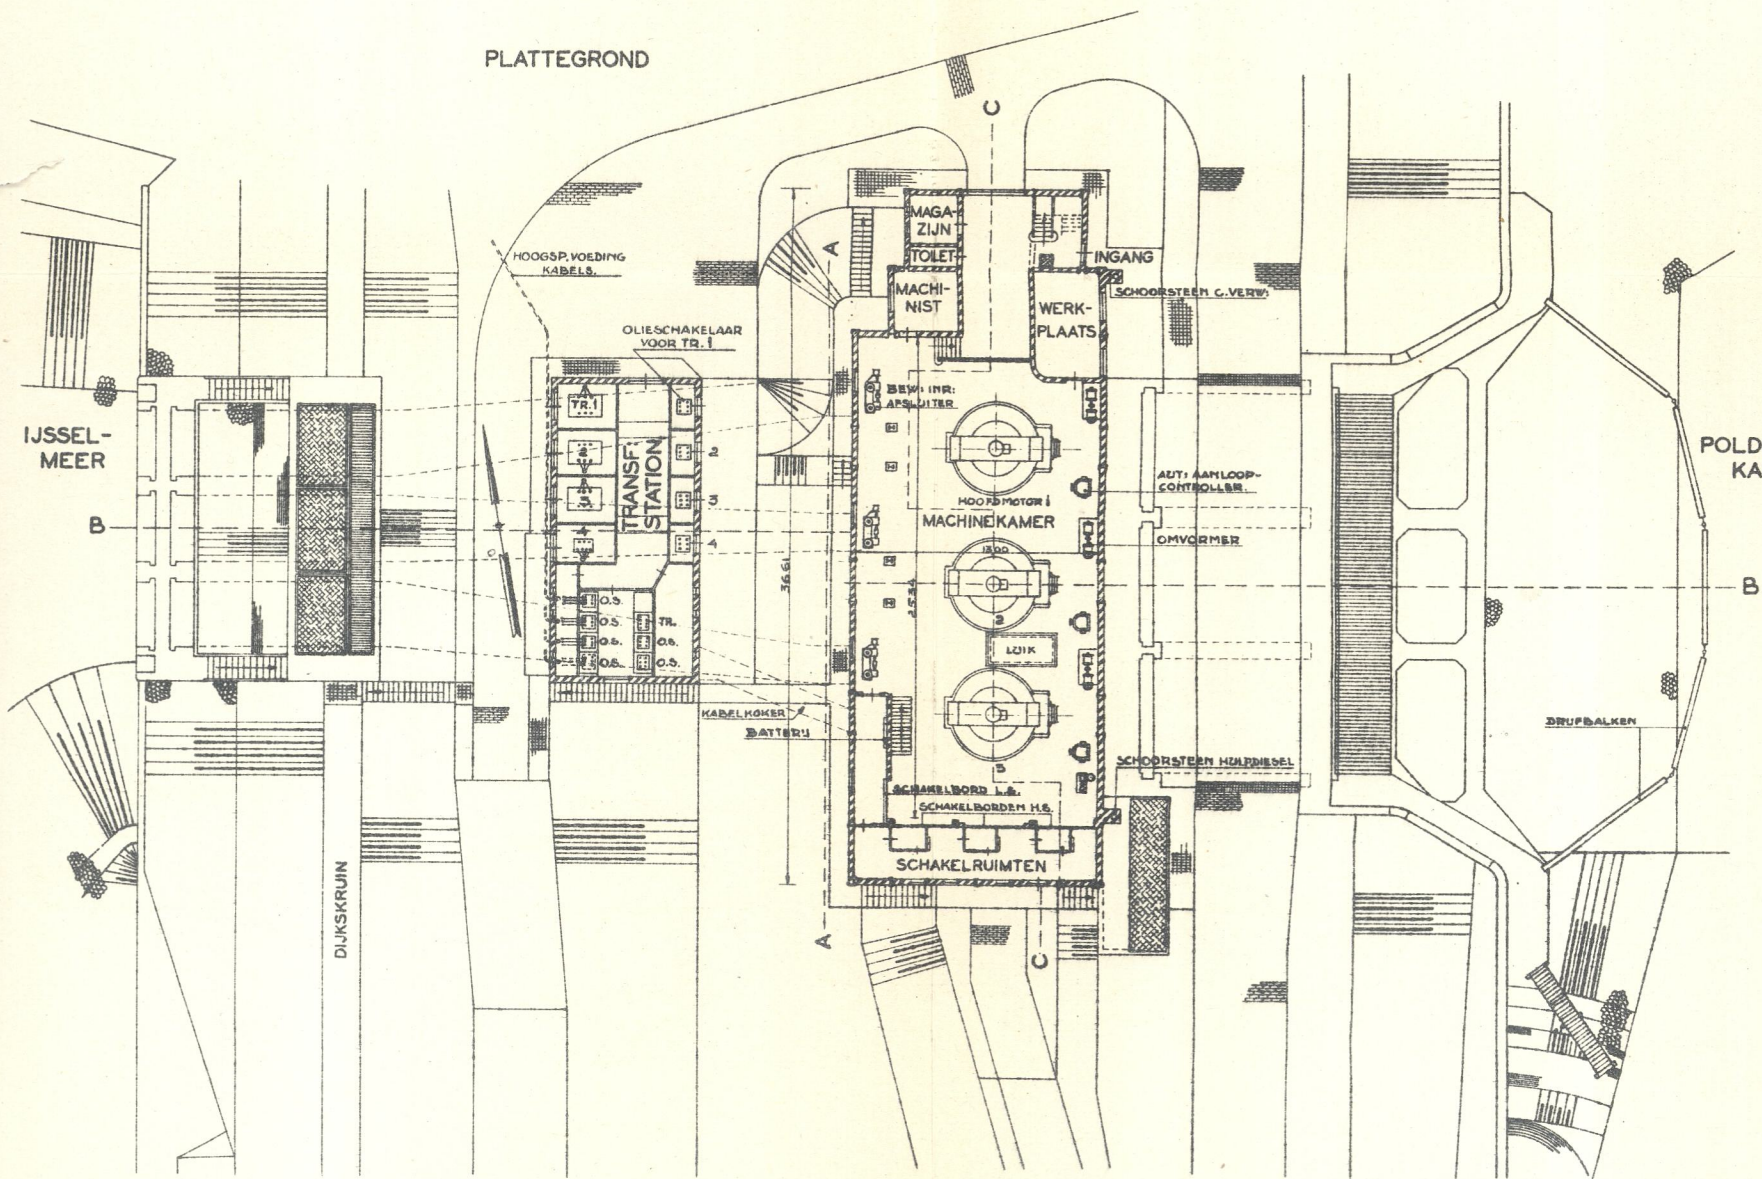 PLATTEGROND
C
MAGA-
ZIJN
TOILET
MACHI-
NIST
INGANG
WERK-
PLAATS
SCHOORSTEEN C.VERW:
HOOGSP. VOEDING
KABELS.
A
OLIESCHAKELAAR
VOOR TR. 1
BEW: INR:
AFSLUITER
TR.1
2
3
4
TRANSF:
STATION
2
3
4
IJSSEL-
MEER
POLD
KA
B
HOOFDMOTOR 1
MACHINEKAMER
AUT: AANLOOP-
CONTROLLER.
OMVORMER
1300
2
B
36.61
25.34
O.S.
O.S.
O.S.
O.S.
TR.
O.S.
O.S.
LUIK
3
KABELKOKER
BATTERIJ
DRIJFBALKEN
SCHOORSTEEN HULPDIESEL
SCHAKELBORD L.S.
SCHAKELBORDEN H.S.
SCHAKELRUIMTEN
DIJKSKRUIN
A
C